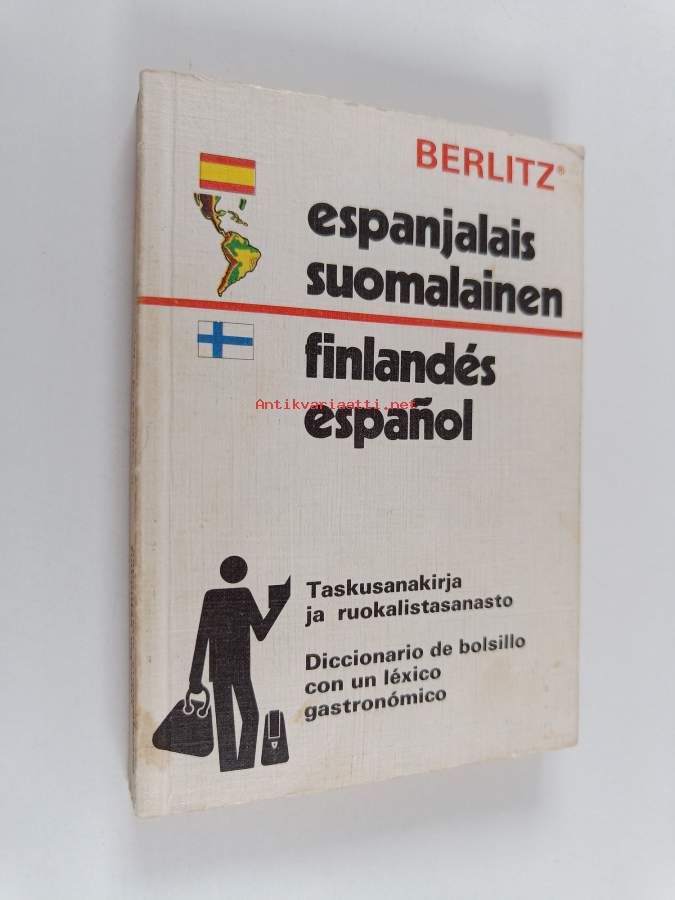 BERLITZ®
espanjalais
suomalainen
finlandés
Antikvariaatti.net
español
Taskusanakirja
ja ruokalistasanasto
Diccionario de bolsillo
con un léxico
gastronómico